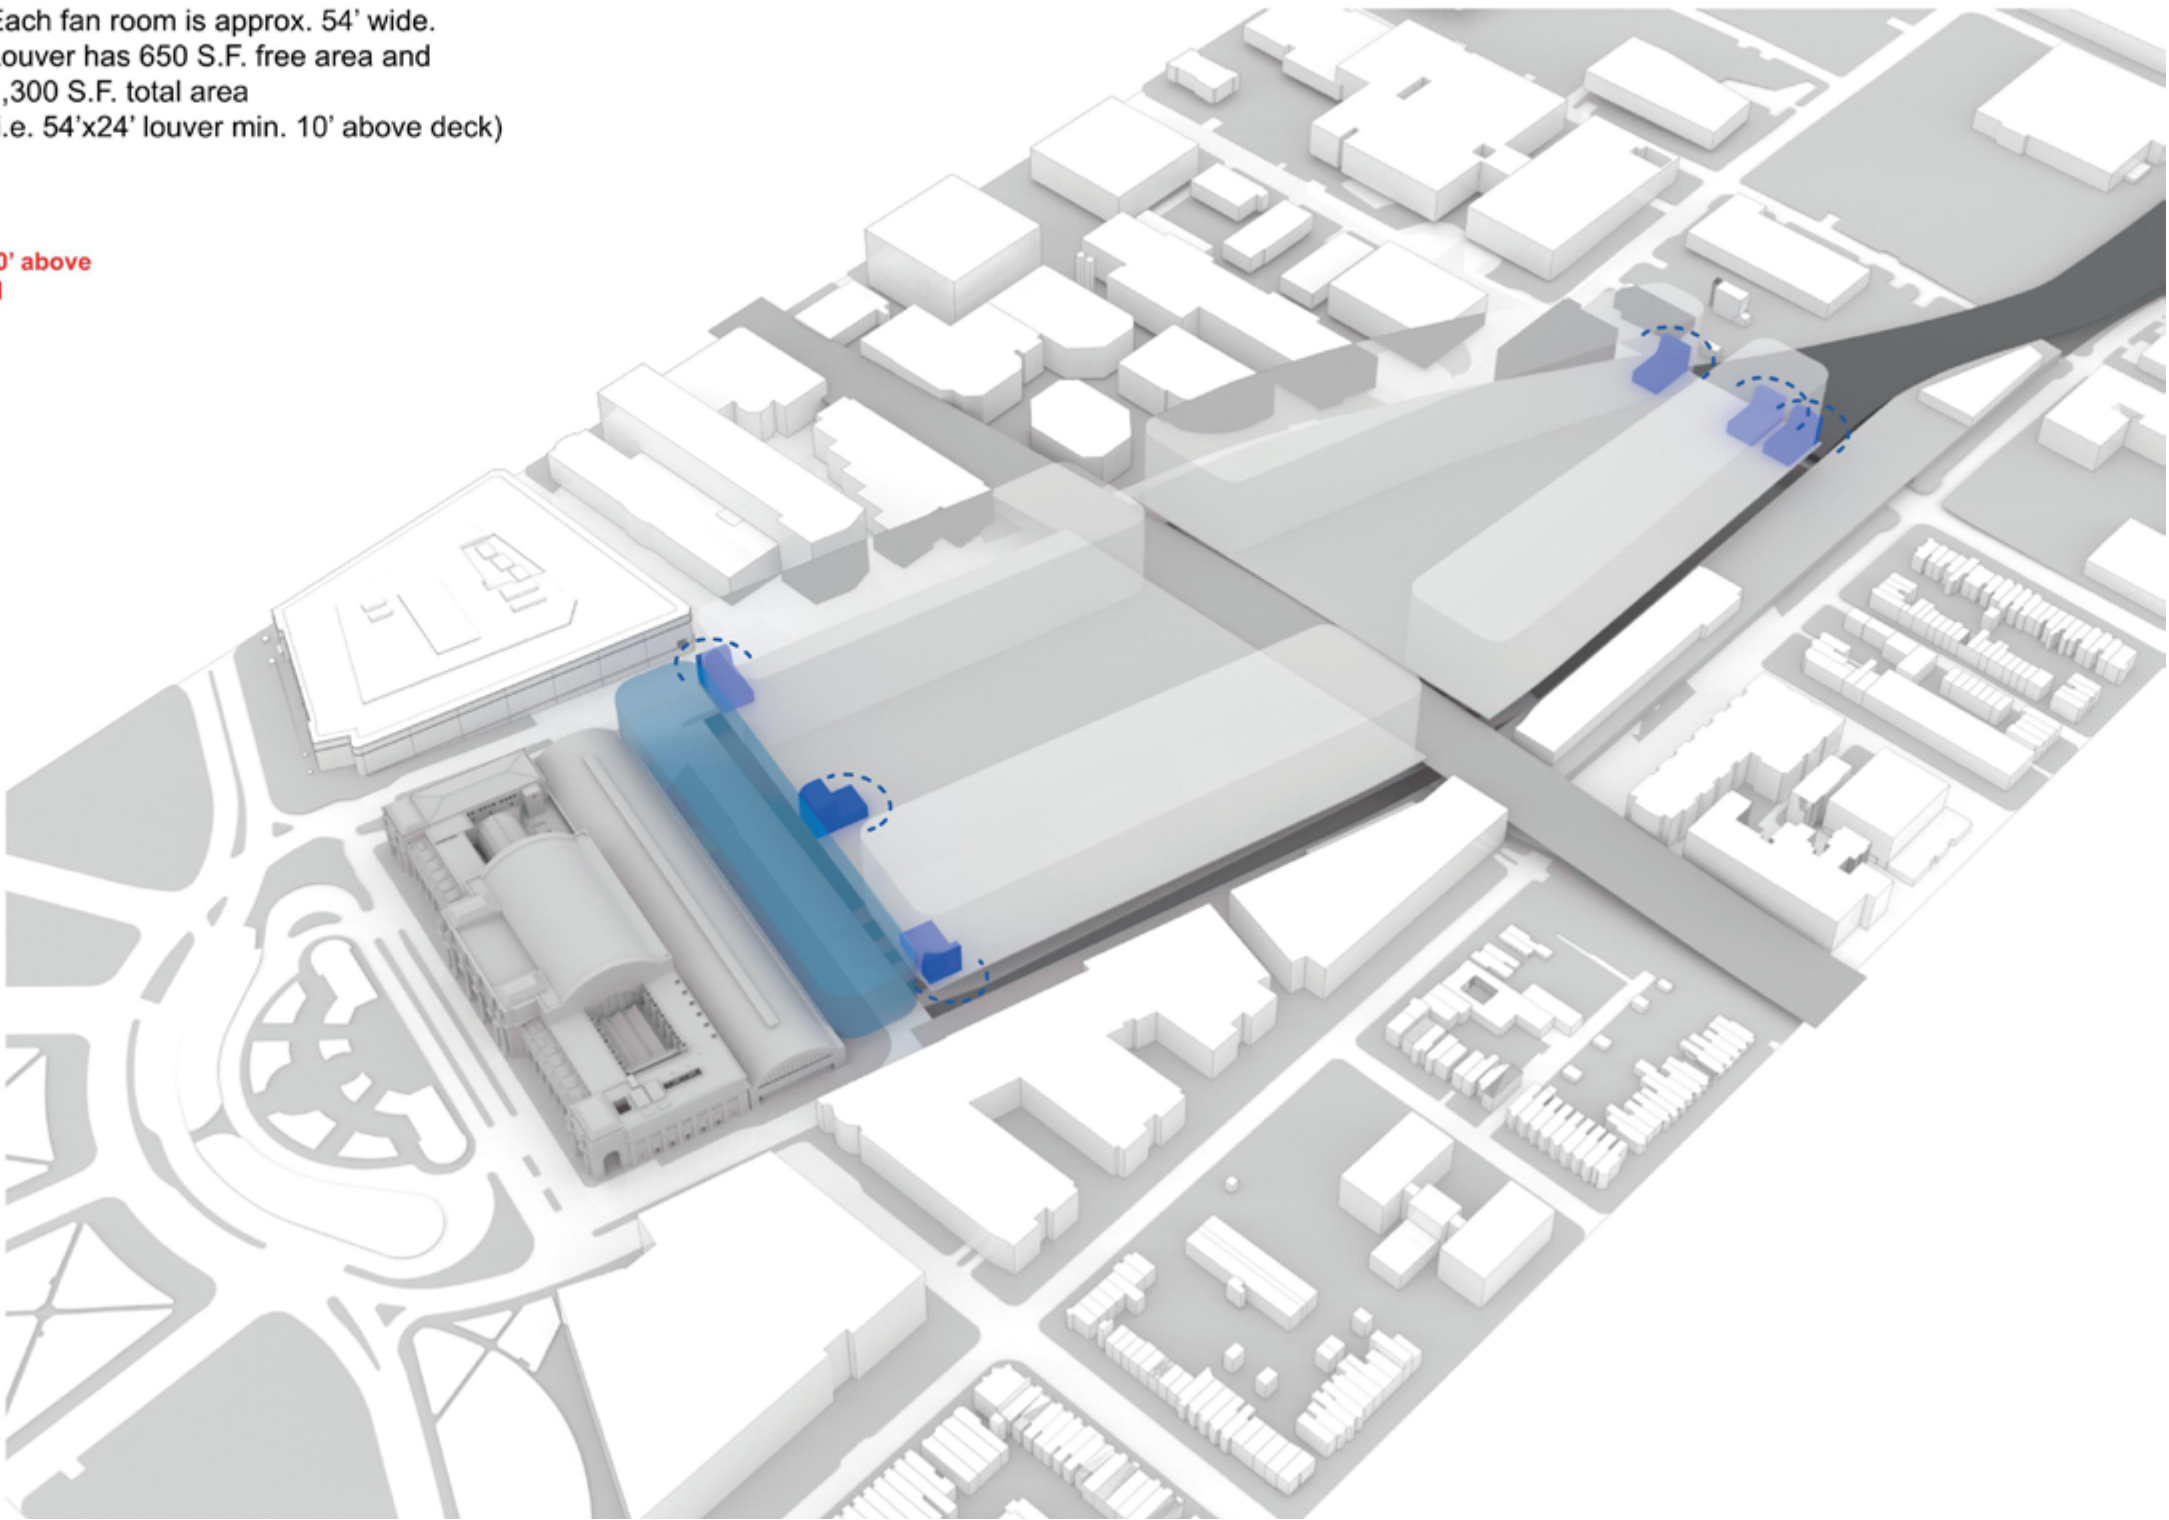 Each fan room is approx. 54’ wide.
ouver has 650 S.F. free area and
,300 S.F. total area
i.e. 54’x24’ louver min. 10’ above deck)
0’ above